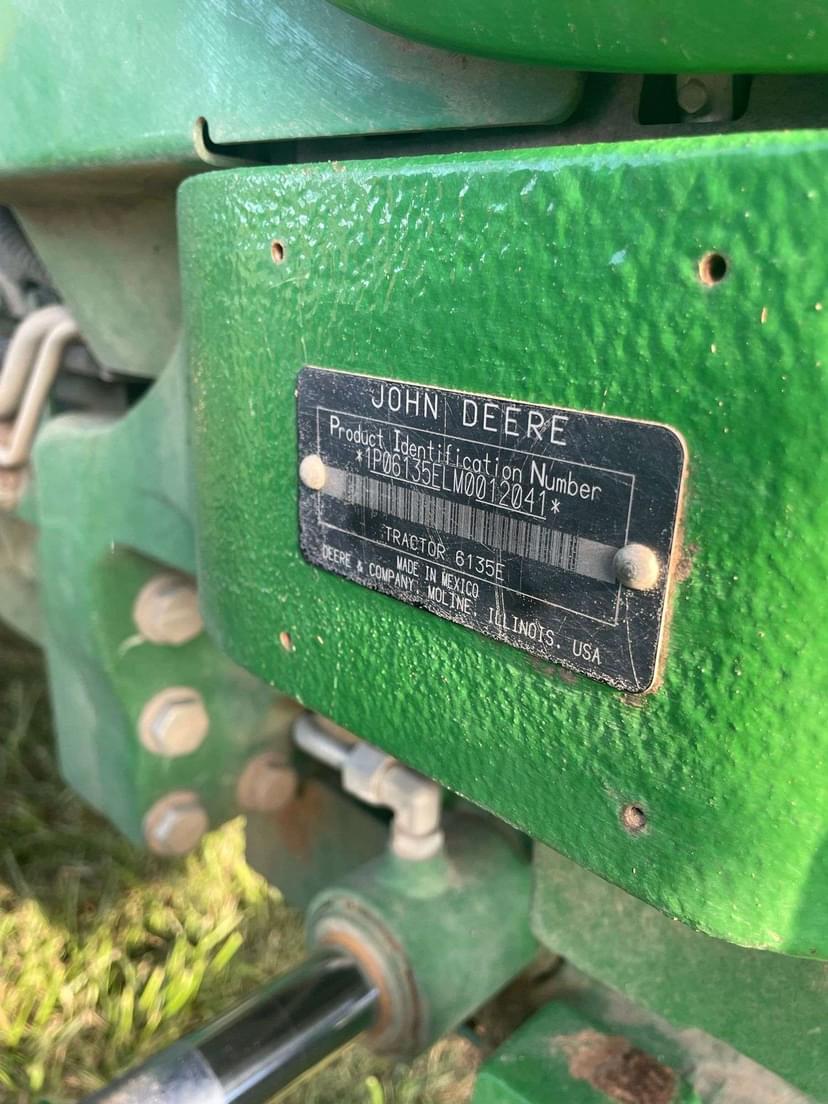 JOHN DEERE
Product Identification Number
*1P06135ELM0012041*
TRACTOR 6135E
MADE IN MEXICO
DEERE & COMPANY, MOLINE, ILLINOIS, USA